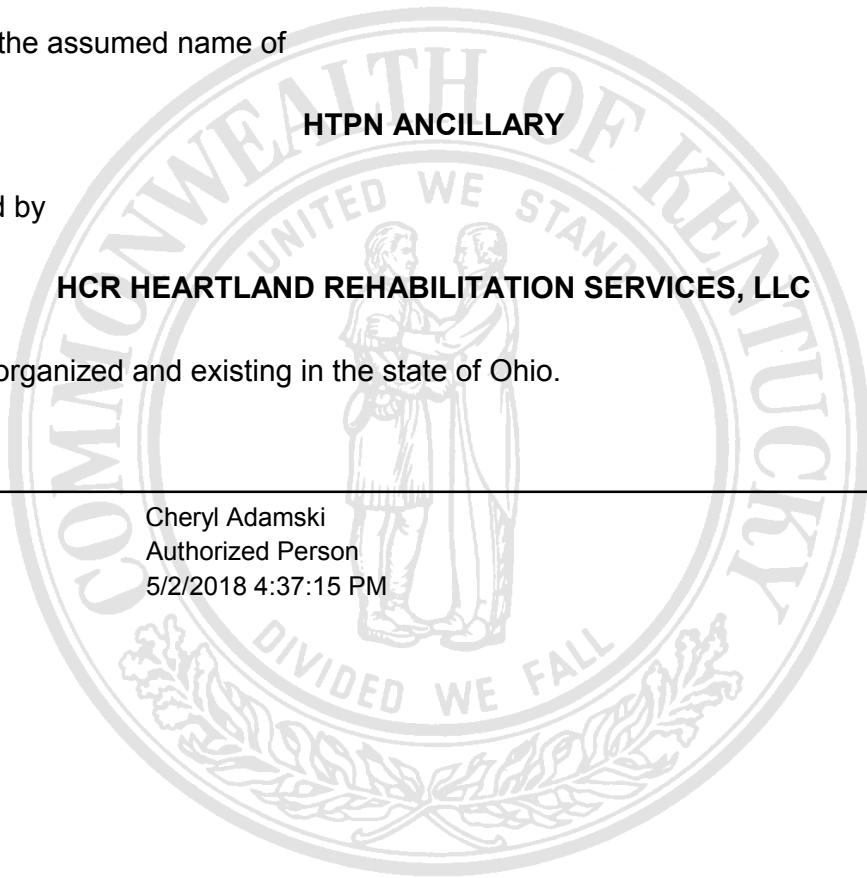 the assumed name of
HTPN ANCILLARY
d by
HCR HEARTLAND REHABILITATION SERVICES, LLC
organized and existing in the state of Ohio.
Cheryl Adamski
Authorized Person
5/2/2018 4:37:15 PM
COMMONWEALTH OF KENTUCKY
UNITED WE STAND
DIVIDED WE FALL